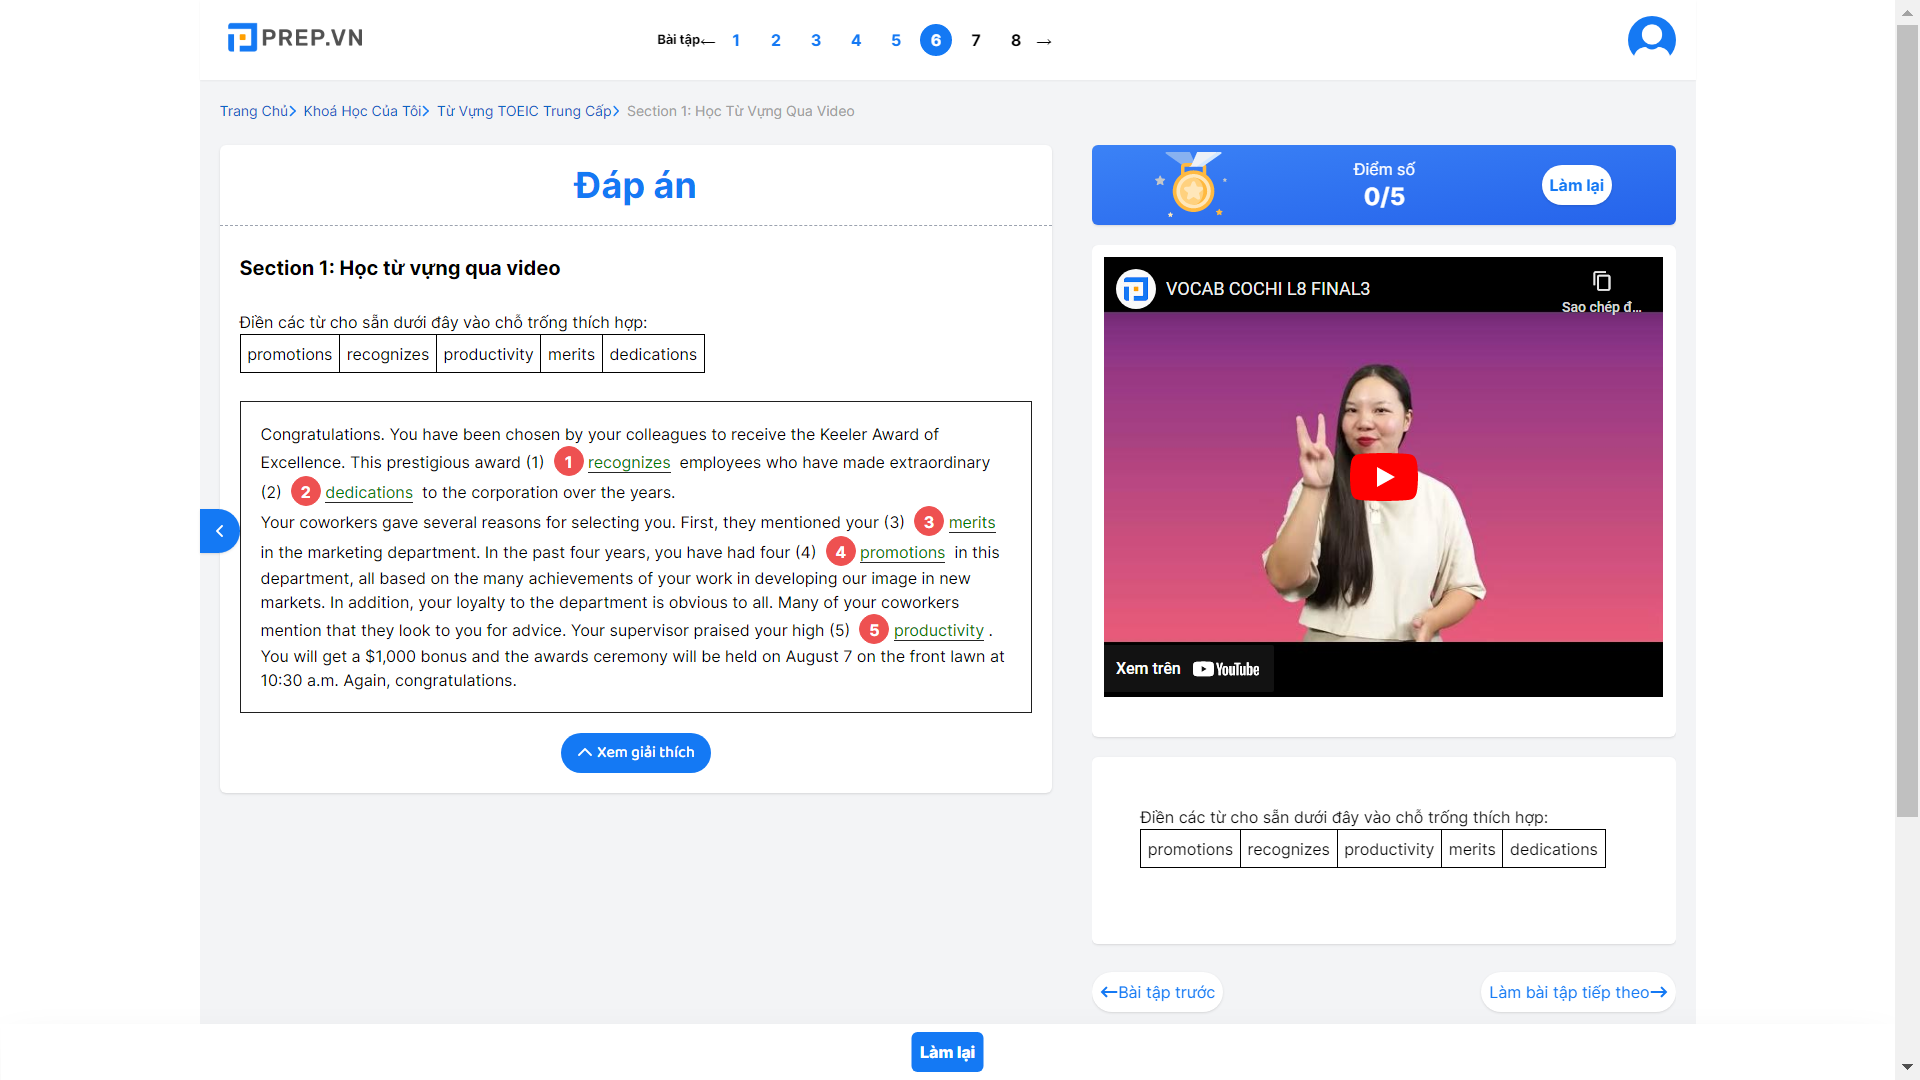 PREP.VN
Bài tập← 1 2 3 4 5 6 7 8 →
Trang Chủ> Khoá Học Của Tôi> Từ Vựng TOEIC Trung Cấp> Section 1: Học Từ Vựng Qua Video
Đáp án
Section 1: Học từ vựng qua video
Điền các từ cho sẵn dưới đây vào chỗ trống thích hợp:
promotions recognizes productivity merits dedications
Congratulations. You have been chosen by your colleagues to receive the Keeler Award of
Excellence. This prestigious award (1) 1 recognizes employees who have made extraordinary
(2) 2 dedications to the corporation over the years.
Your coworkers gave several reasons for selecting you. First, they mentioned your (3) 3 merits
in the marketing department. In the past four years, you have had four (4) 4 promotions in this
department, all based on the many achievements of your work in developing our image in new
markets. In addition, your loyalty to the department is obvious to all. Many of your coworkers
mention that they look to you for advice. Your supervisor praised your high (5) 5 productivity .
You will get a $1,000 bonus and the awards ceremony will be held on August 7 on the front lawn at
10:30 a.m. Again, congratulations.
Xem giải thích
Điểm số
0/5
Làm lại
VOCAB COCHI L8 FINAL3
Sao chép đ...
Xem trên YouTube
Điền các từ cho sẵn dưới đây vào chỗ trống thích hợp:
promotions recognizes productivity merits dedications
←Bài tập trước
Làm bài tập tiếp theo→
Làm lại